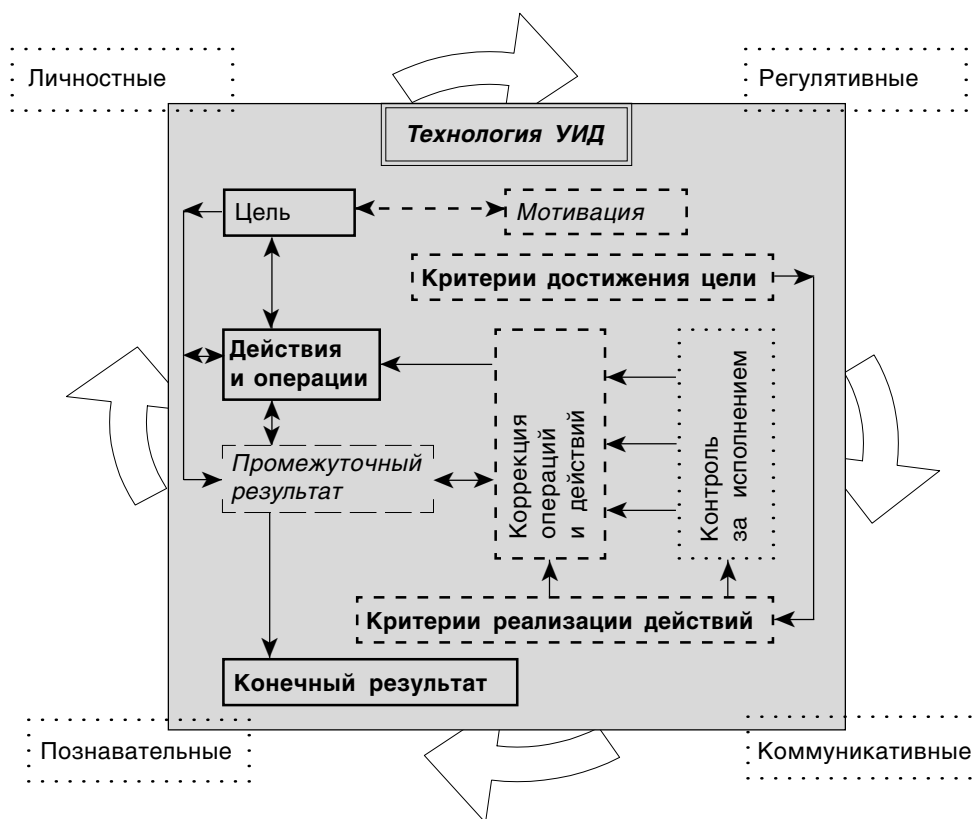 Личностные
Регулятивные
Технология УИД
Цель
Мотивация
Критерии достижения цели
Действия
и операции
Промежуточный
результат
Коррекция
операций
и действий
Контроль
за исполнением
Критерии реализации действий
Конечный результат
Познавательные
Коммуникативные